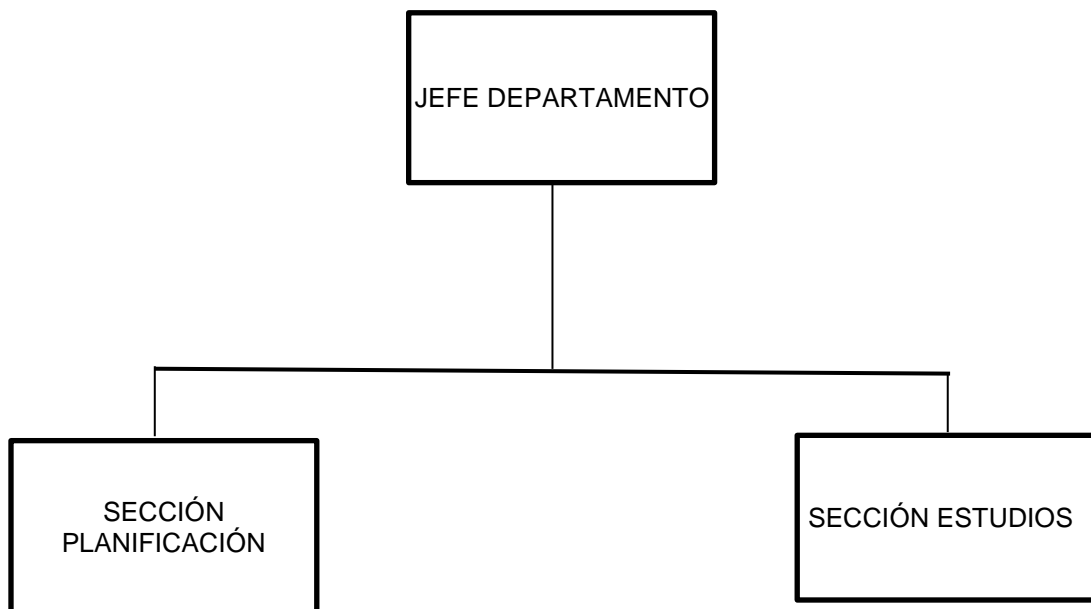 JEFE DEPARTAMENTO
SECCIÓN
PLANIFICACIÓN
SECCIÓN ESTUDIOS